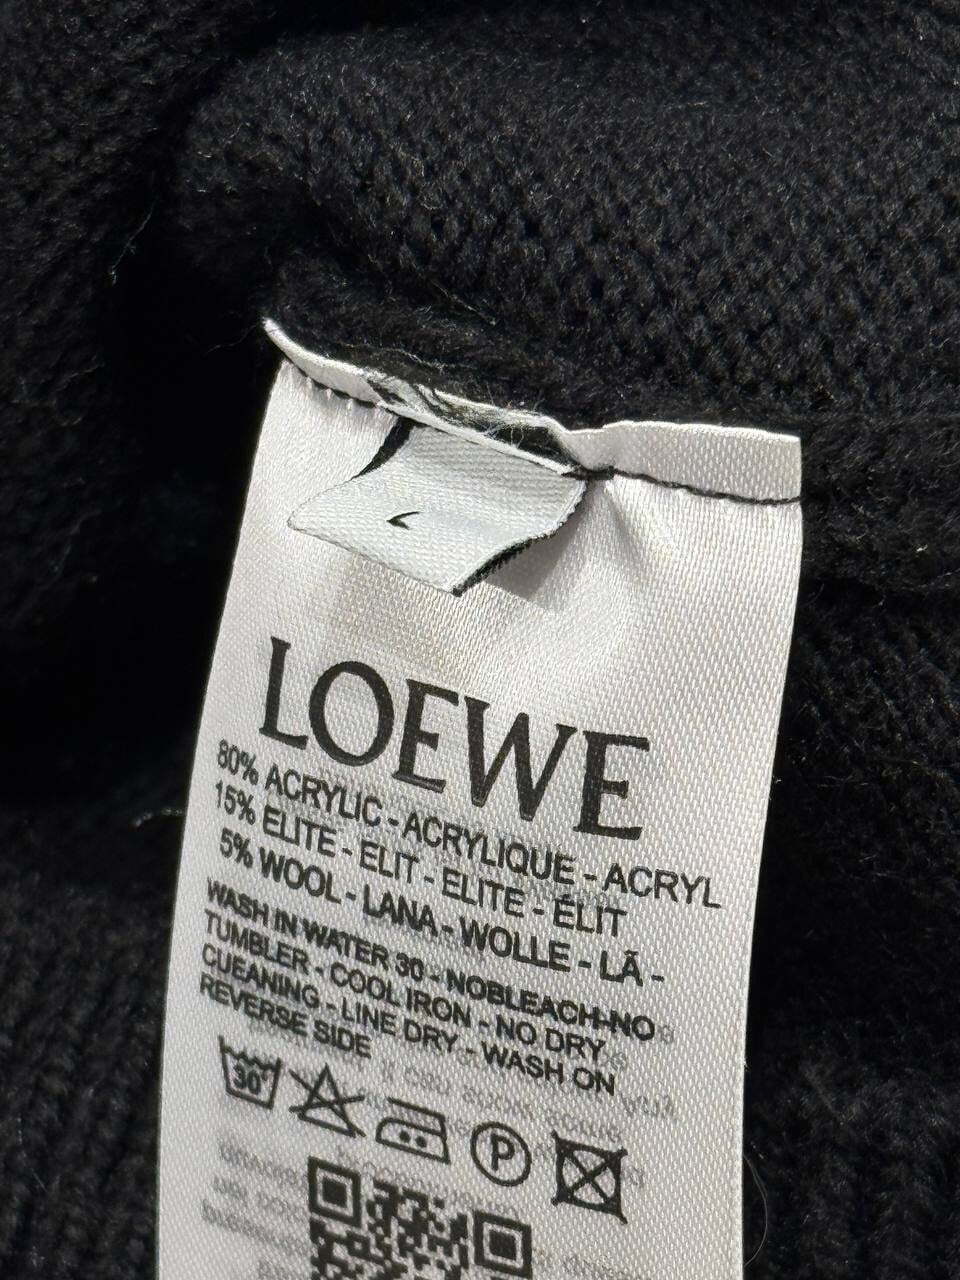 LOEWE
80% ACRYLIC - ACRYLIQUE - ACRYL
15% ELITE - ELIT - ELITE - ÉLIT
5% WOOL - LANA - WOLLE - LÃ -
WASH IN WATER 30 - NOBLEACH-NO
TUMBLER - COOL IRON - NO DRY
CUEANING - LINE DRY - WASH ON
REVERSE SIDE
30° P